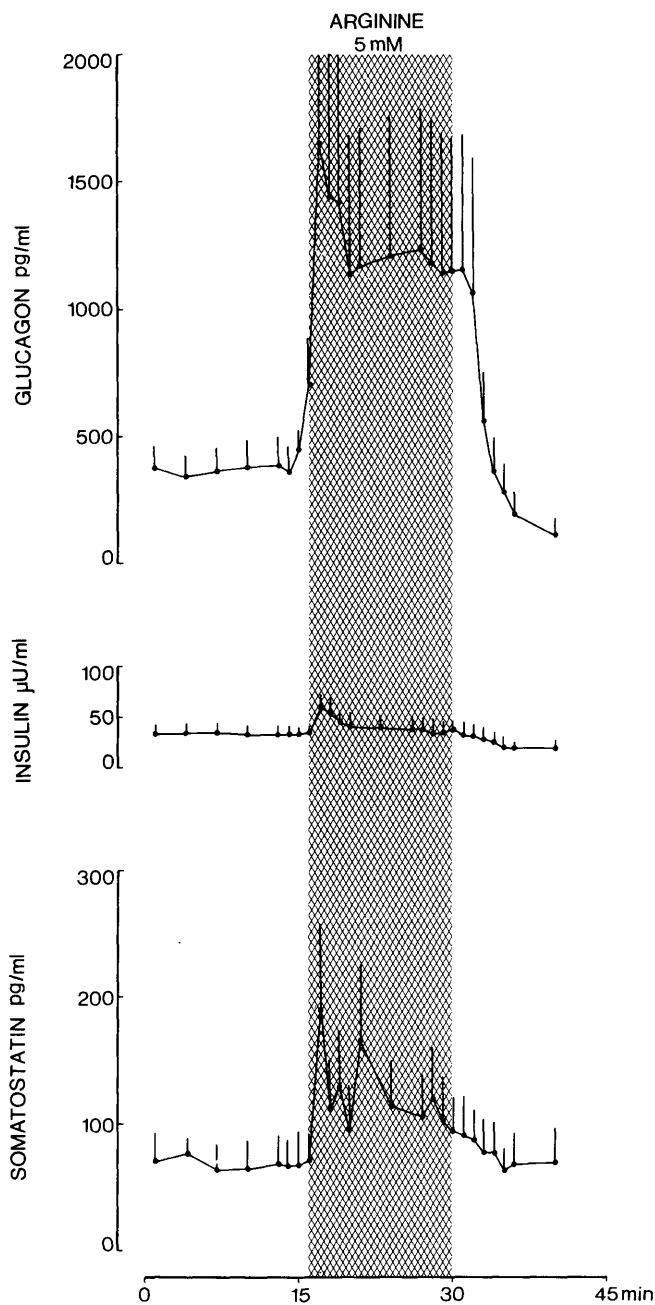 ARGININE
5 mM
2000
1500
1000
500
0
GLUCAGON pg/ml
100
50
0
INSULIN µU/ml
300
200
100
0
SOMATOSTATIN pg/ml
0
15
30
45 min